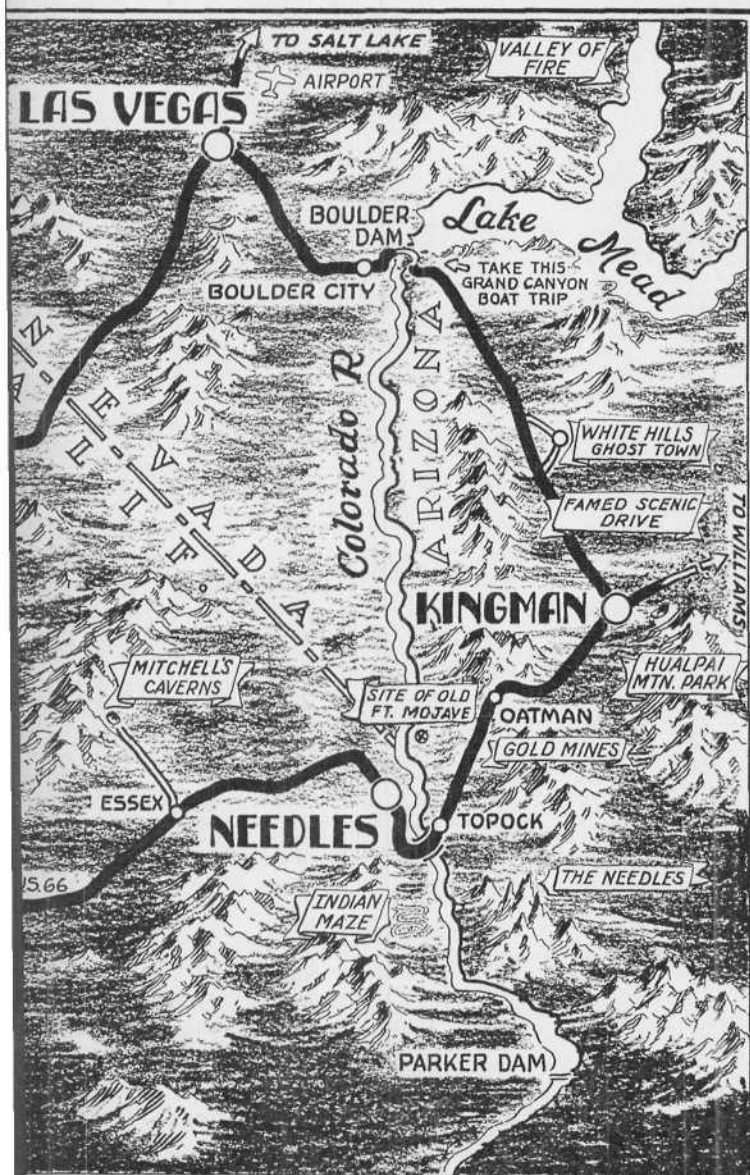 TO SALT LAKE
AIRPORT
VALLEY OF
FIRE
LAS VEGAS
BOULDER
DAM
Lake
Mead
BOULDER CITY
TAKE THIS
GRAND CANYON
BOAT TRIP
NEVADA
CALIF.
Colorado R
ARIZONA
WHITE HILLS
GHOST TOWN
FAMED SCENIC
DRIVE
TO WILLIAMS
KINGMAN
MITCHELL'S
CAVERNS
SITE OF OLD
FT. MOJAVE
HUALPAI
MTN. PARK
OATMAN
GOLD MINES
ESSEX
NEEDLES
TOPOCK
U.S. 66
INDIAN
MAZE
THE NEEDLES
PARKER DAM